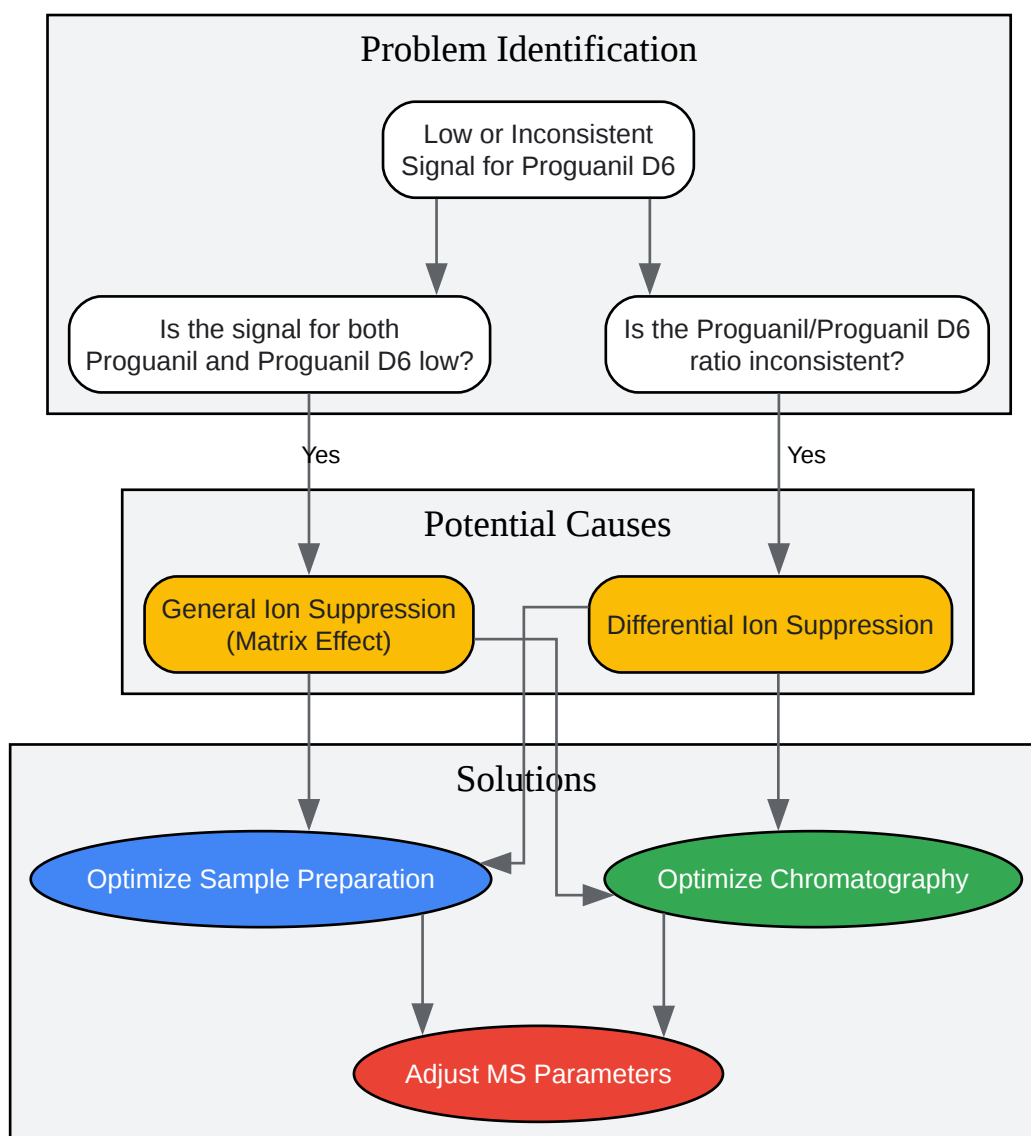 Problem Identification
Low or Inconsistent
Signal for Proguanil D6
Is the signal for both
Proguanil and Proguanil D6 low?
Is the Proguanil/Proguanil D6
ratio inconsistent?
Yes
Yes
Potential Causes
General Ion Suppression
(Matrix Effect)
Differential Ion Suppression
Solutions
Optimize Sample Preparation
Optimize Chromatography
Adjust MS Parameters